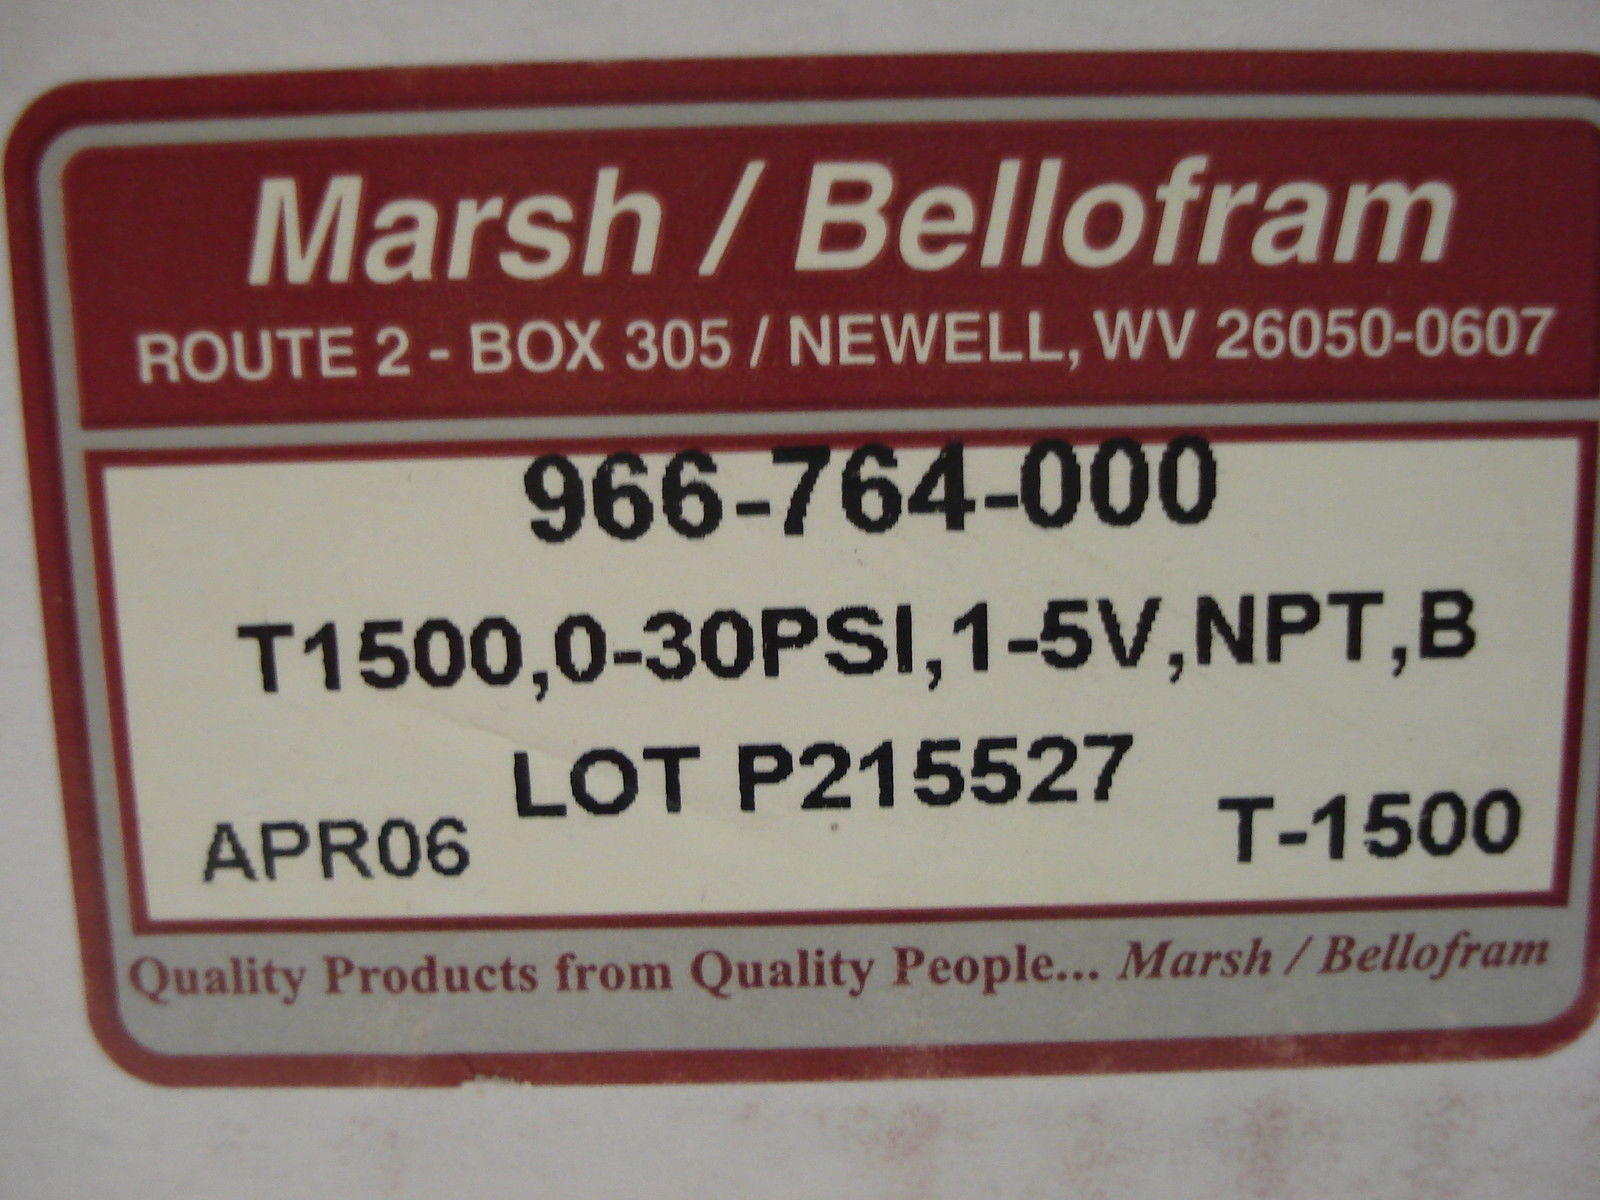 Marsh / Bellofram
ROUTE 2 - BOX 305 / NEWELL, WV 26050-0607
966-764-000
T1500,0-30PSI,1-5V,NPT,B
LOT P215527
APR06 T-1500
Quality Products from Quality People... Marsh / Bellofram